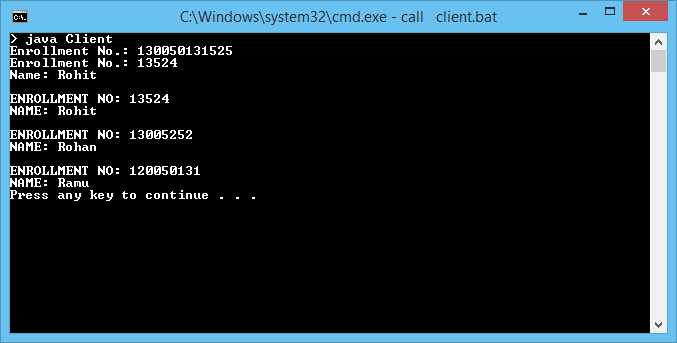 C:\Windows\system32\cmd.exe - call client.bat
> java Client
Enrollment No.: 130050131525
Enrollment No.: 13524
Name: Rohit
ENROLLMENT NO: 13524
NAME: Rohit
ENROLLMENT NO: 13005252
NAME: Rohan
ENROLLMENT NO: 120050131
NAME: Ramu
Press any key to continue . . .